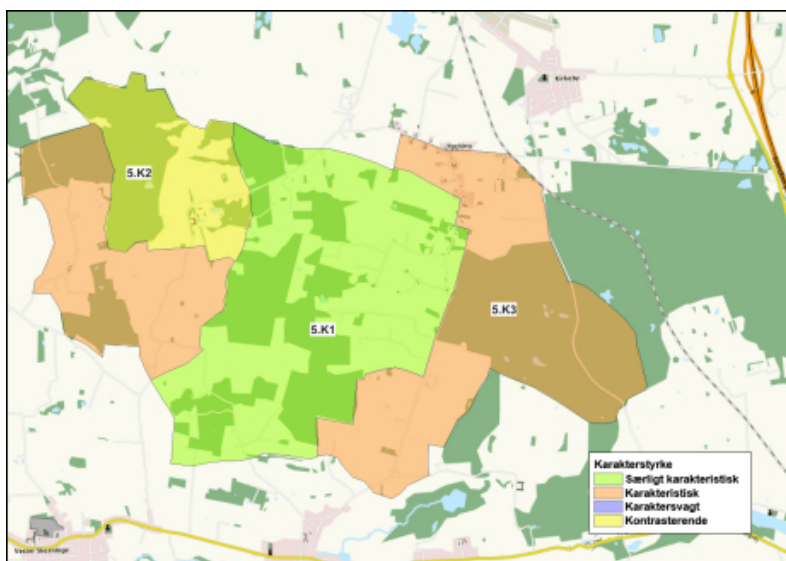 5.K2
5.K1
5.K3
Karakterstyrke
Særligt karakteristisk
Karakteristisk
Karaktersvagt
Kontrasterende